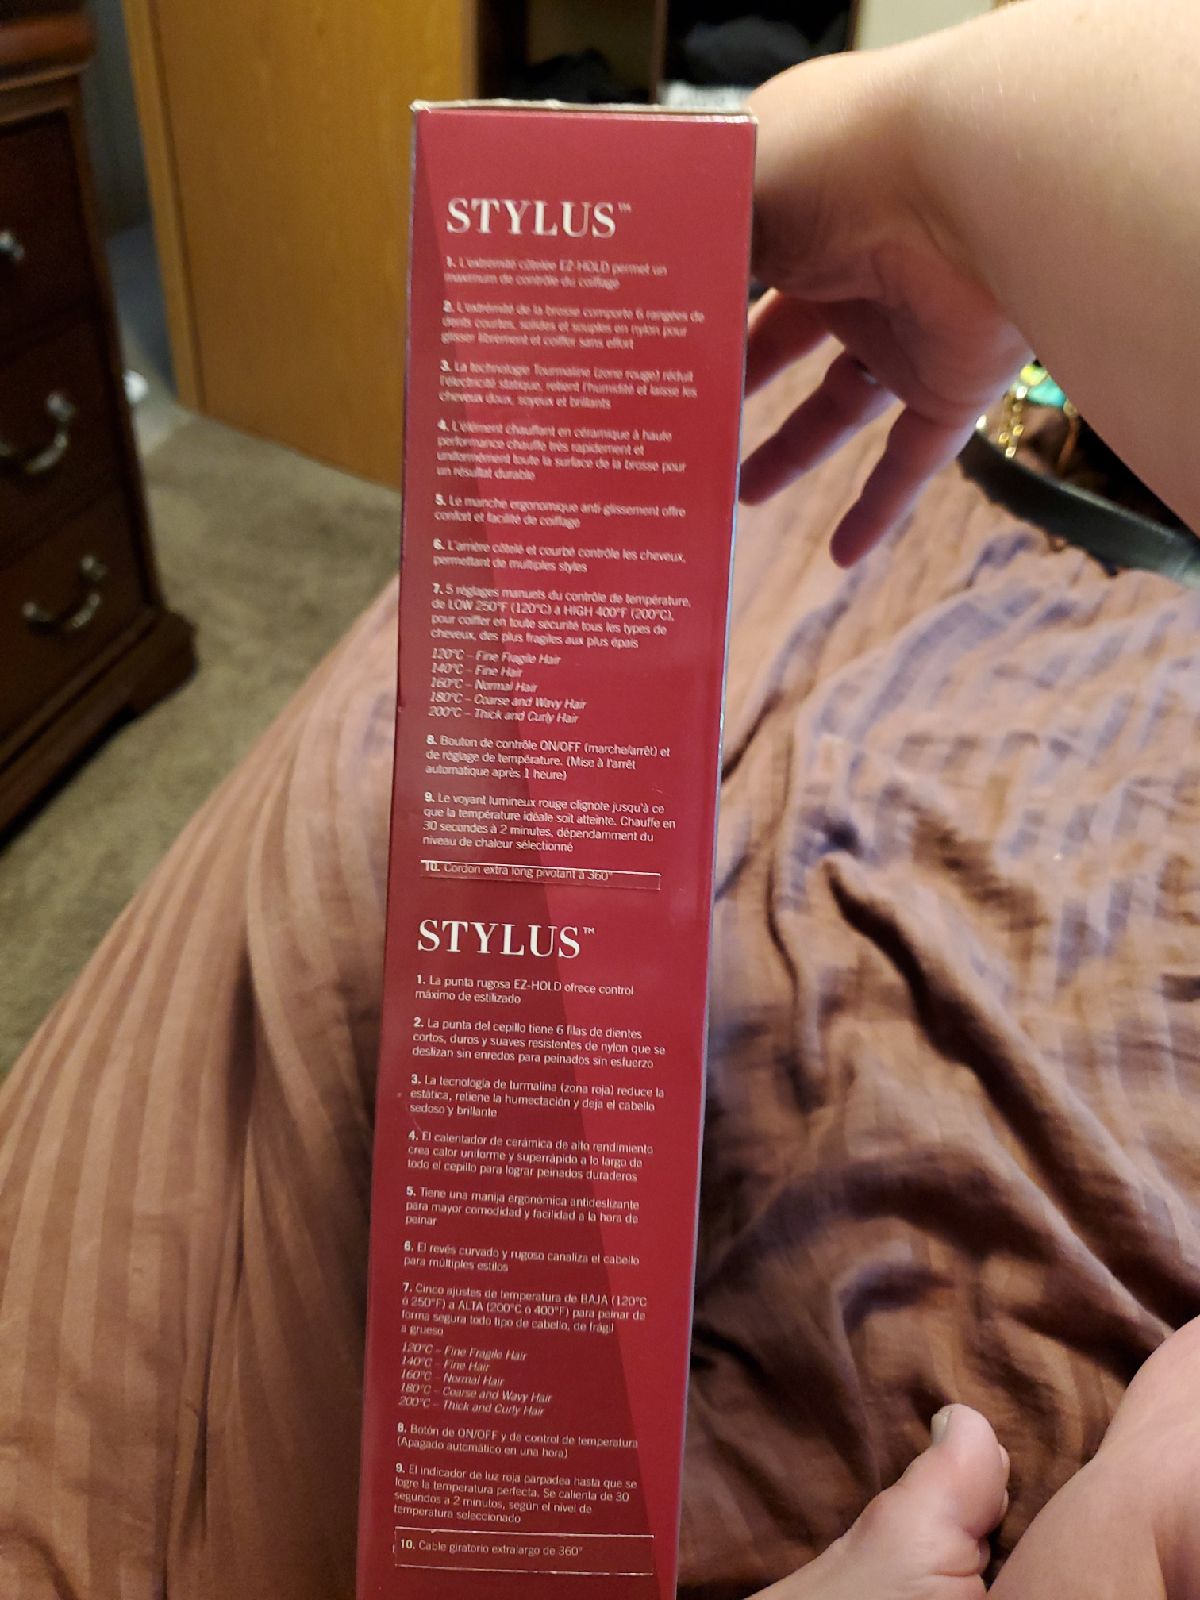 STYLUS™
1. L'extrémité côtelée EZ-HOLD permet un
maximum de contrôle du coiffage
2. L'extrémité de la brosse comporte 6 rangées de
dents courtes, solides et souples en nylon pour
glisser librement et coiffer sans effort
3. La technologie Tourmaline (zone rouge) réduit
l'électricité statique, retient l'humidité et laisse les
cheveux doux, soyeux et brillants
4. L'élément chauffant en céramique à haute
performance chauffe très rapidement et
uniformément toute la surface de la brosse pour
un résultat durable
5. Le manche ergonomique anti-glissement offre
confort et facilité de coiffage
6. L'arrière côtelé et courbé contrôle les cheveux,
permettant de multiples styles
7. 5 réglages manuels du contrôle de température,
de LOW 250°F (120°C) à HIGH 400°F (200°C),
pour coiffer en toute sécurité tous les types de
cheveux, des plus fragiles aux plus épais
120°C – Fine Fragile Hair
140°C – Fine Hair
160°C – Normal Hair
180°C – Coarse and Wavy Hair
200°C – Thick and Curly Hair
8. Bouton de contrôle ON/OFF (marche/arrêt) et
de réglage de température. (Mise à l'arrêt
automatique après 1 heure)
9. Le voyant lumineux rouge clignote jusqu'à ce
que la température idéale soit atteinte. Chauffe en
30 secondes à 2 minutes, dépendamment du
niveau de chaleur sélectionné
10. Cordon extra long pivotant à 360°
STYLUS™
1. La punta rugosa EZ-HOLD ofrece control
máximo de estilizado
2. La punta del cepillo tiene 6 filas de dientes
cortos, duros y suaves resistentes de nylon que se
deslizan sin enredos para peinados sin esfuerzo
3. La tecnología de turmalina (zona roja) reduce la
estática, retiene la humectación y deja el cabello
sedoso y brillante
4. El calentador de cerámica de alto rendimiento
crea calor uniforme y superrápido a lo largo de
todo el cepillo para lograr peinados duraderos
5. Tiene una manija ergonómica antideslizante
para mayor comodidad y facilidad a la hora de
peinar
6. El revés curvado y rugoso canaliza el cabello
para múltiples estilos
7. Cinco ajustes de temperatura de BAJA (120°C
o 250°F) a ALTA (200°C o 400°F) para peinar de
forma segura todo tipo de cabello, de frágil
a grueso
120°C – Fine Fragile Hair
140°C – Fine Hair
160°C – Normal Hair
180°C – Coarse and Wavy Hair
200°C – Thick and Curly Hair
8. Botón de ON/OFF y de control de temperatura
(Apagado automático en una hora)
9. El indicador de luz roja parpadea hasta que se
logre la temperatura perfecta. Se calienta de 30
segundos a 2 minutos, según el nivel de
temperatura seleccionado
10. Cable giratorio extralargo de 360°